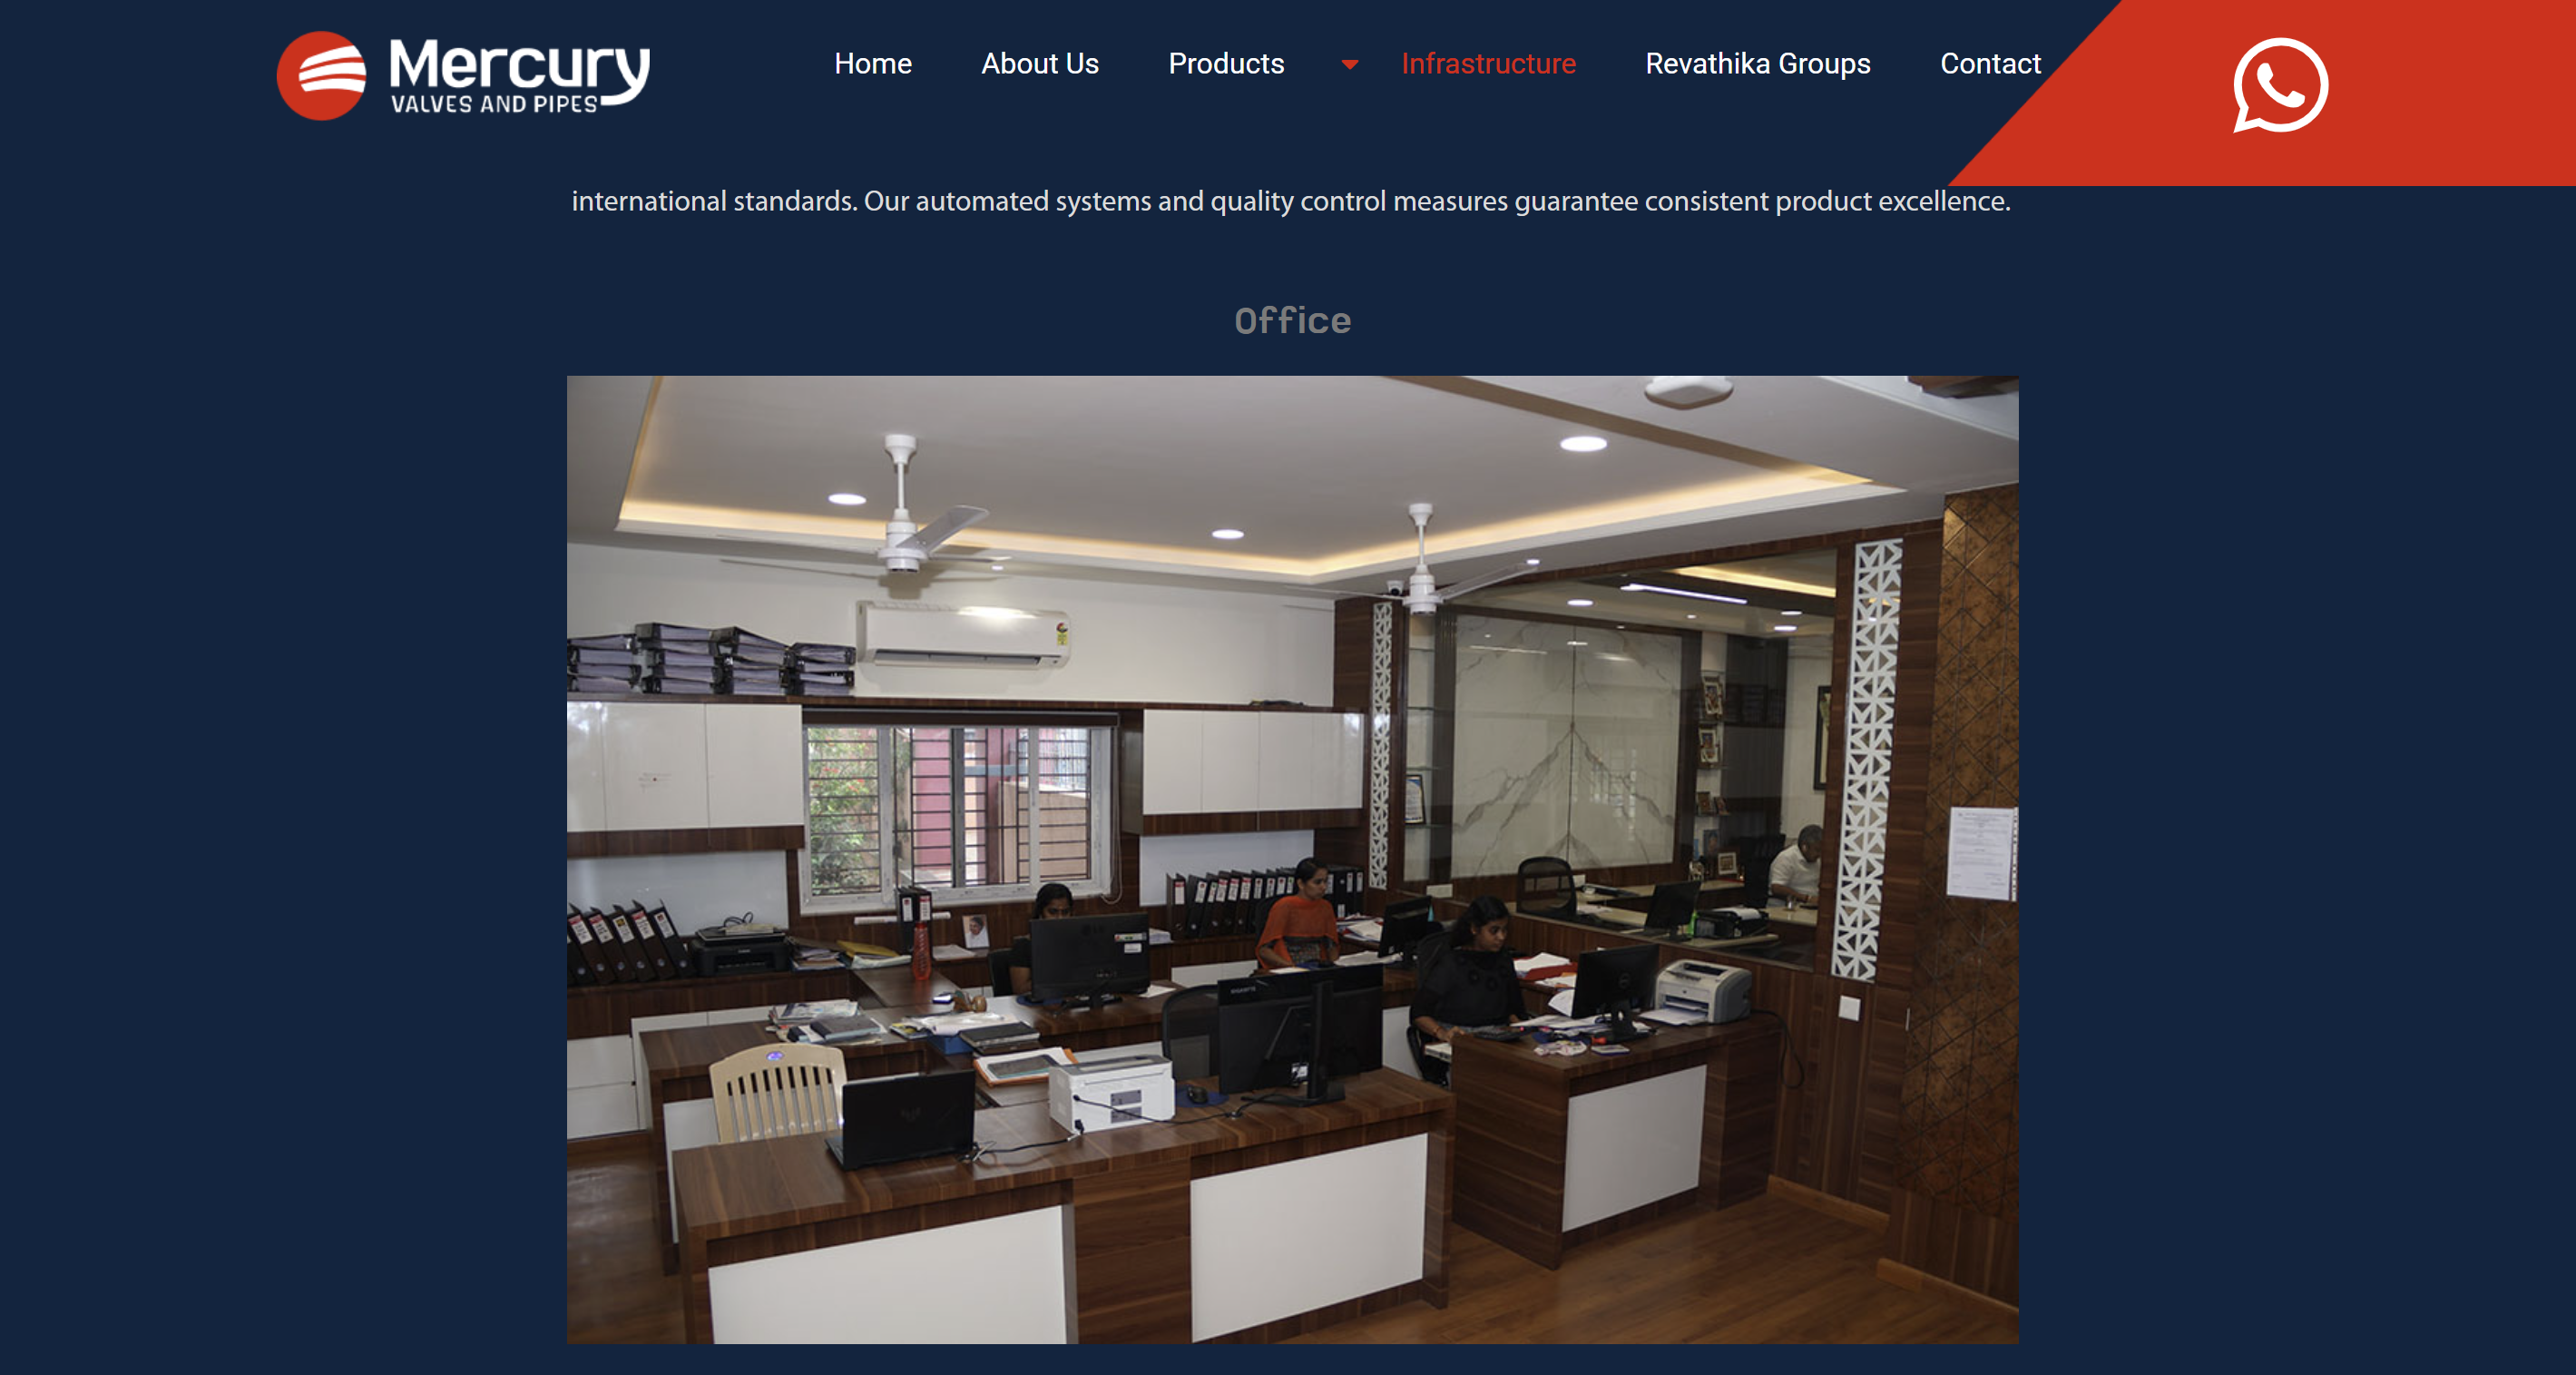 Mercury
VALVES AND PIPES
Home About Us Products Infrastructure Revathika Groups Contact
international standards. Our automated systems and quality control measures guarantee consistent product excellence.
Office